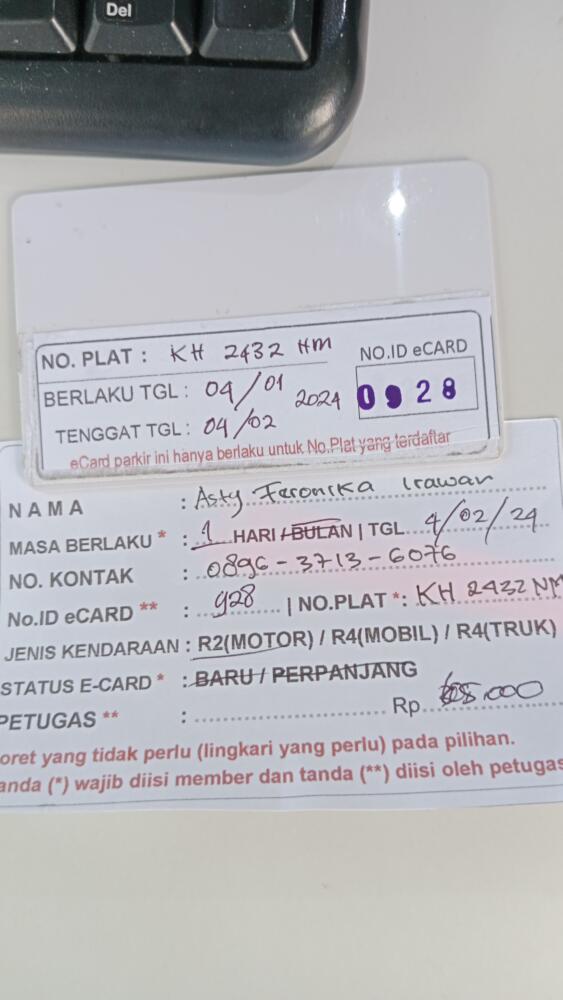 Del
NO. PLAT : KH 2432 HM
NO.ID eCARD
BERLAKU TGL : 04/01
2024
0928
TENGGAT TGL : 04/02
eCard parkir ini hanya berlaku untuk No.Plat yang terdaftar
NAMA : Asty Feronika Irawan
MASA BERLAKU * : 1 HARI / BULAN | TGL 4/02/24
NO. KONTAK : 0896-3713-6076
No.ID eCARD ** : 928 | NO.PLAT *: KH 2432 NM
JENIS KENDARAAN : R2(MOTOR) / R4(MOBIL) / R4(TRUK)
STATUS E-CARD * : BARU / PERPANJANG
PETUGAS ** : Rp
oret yang tidak perlu (lingkari yang perlu) pada pilihan.
anda (*) wajib diisi member dan tanda (**) diisi oleh petugas